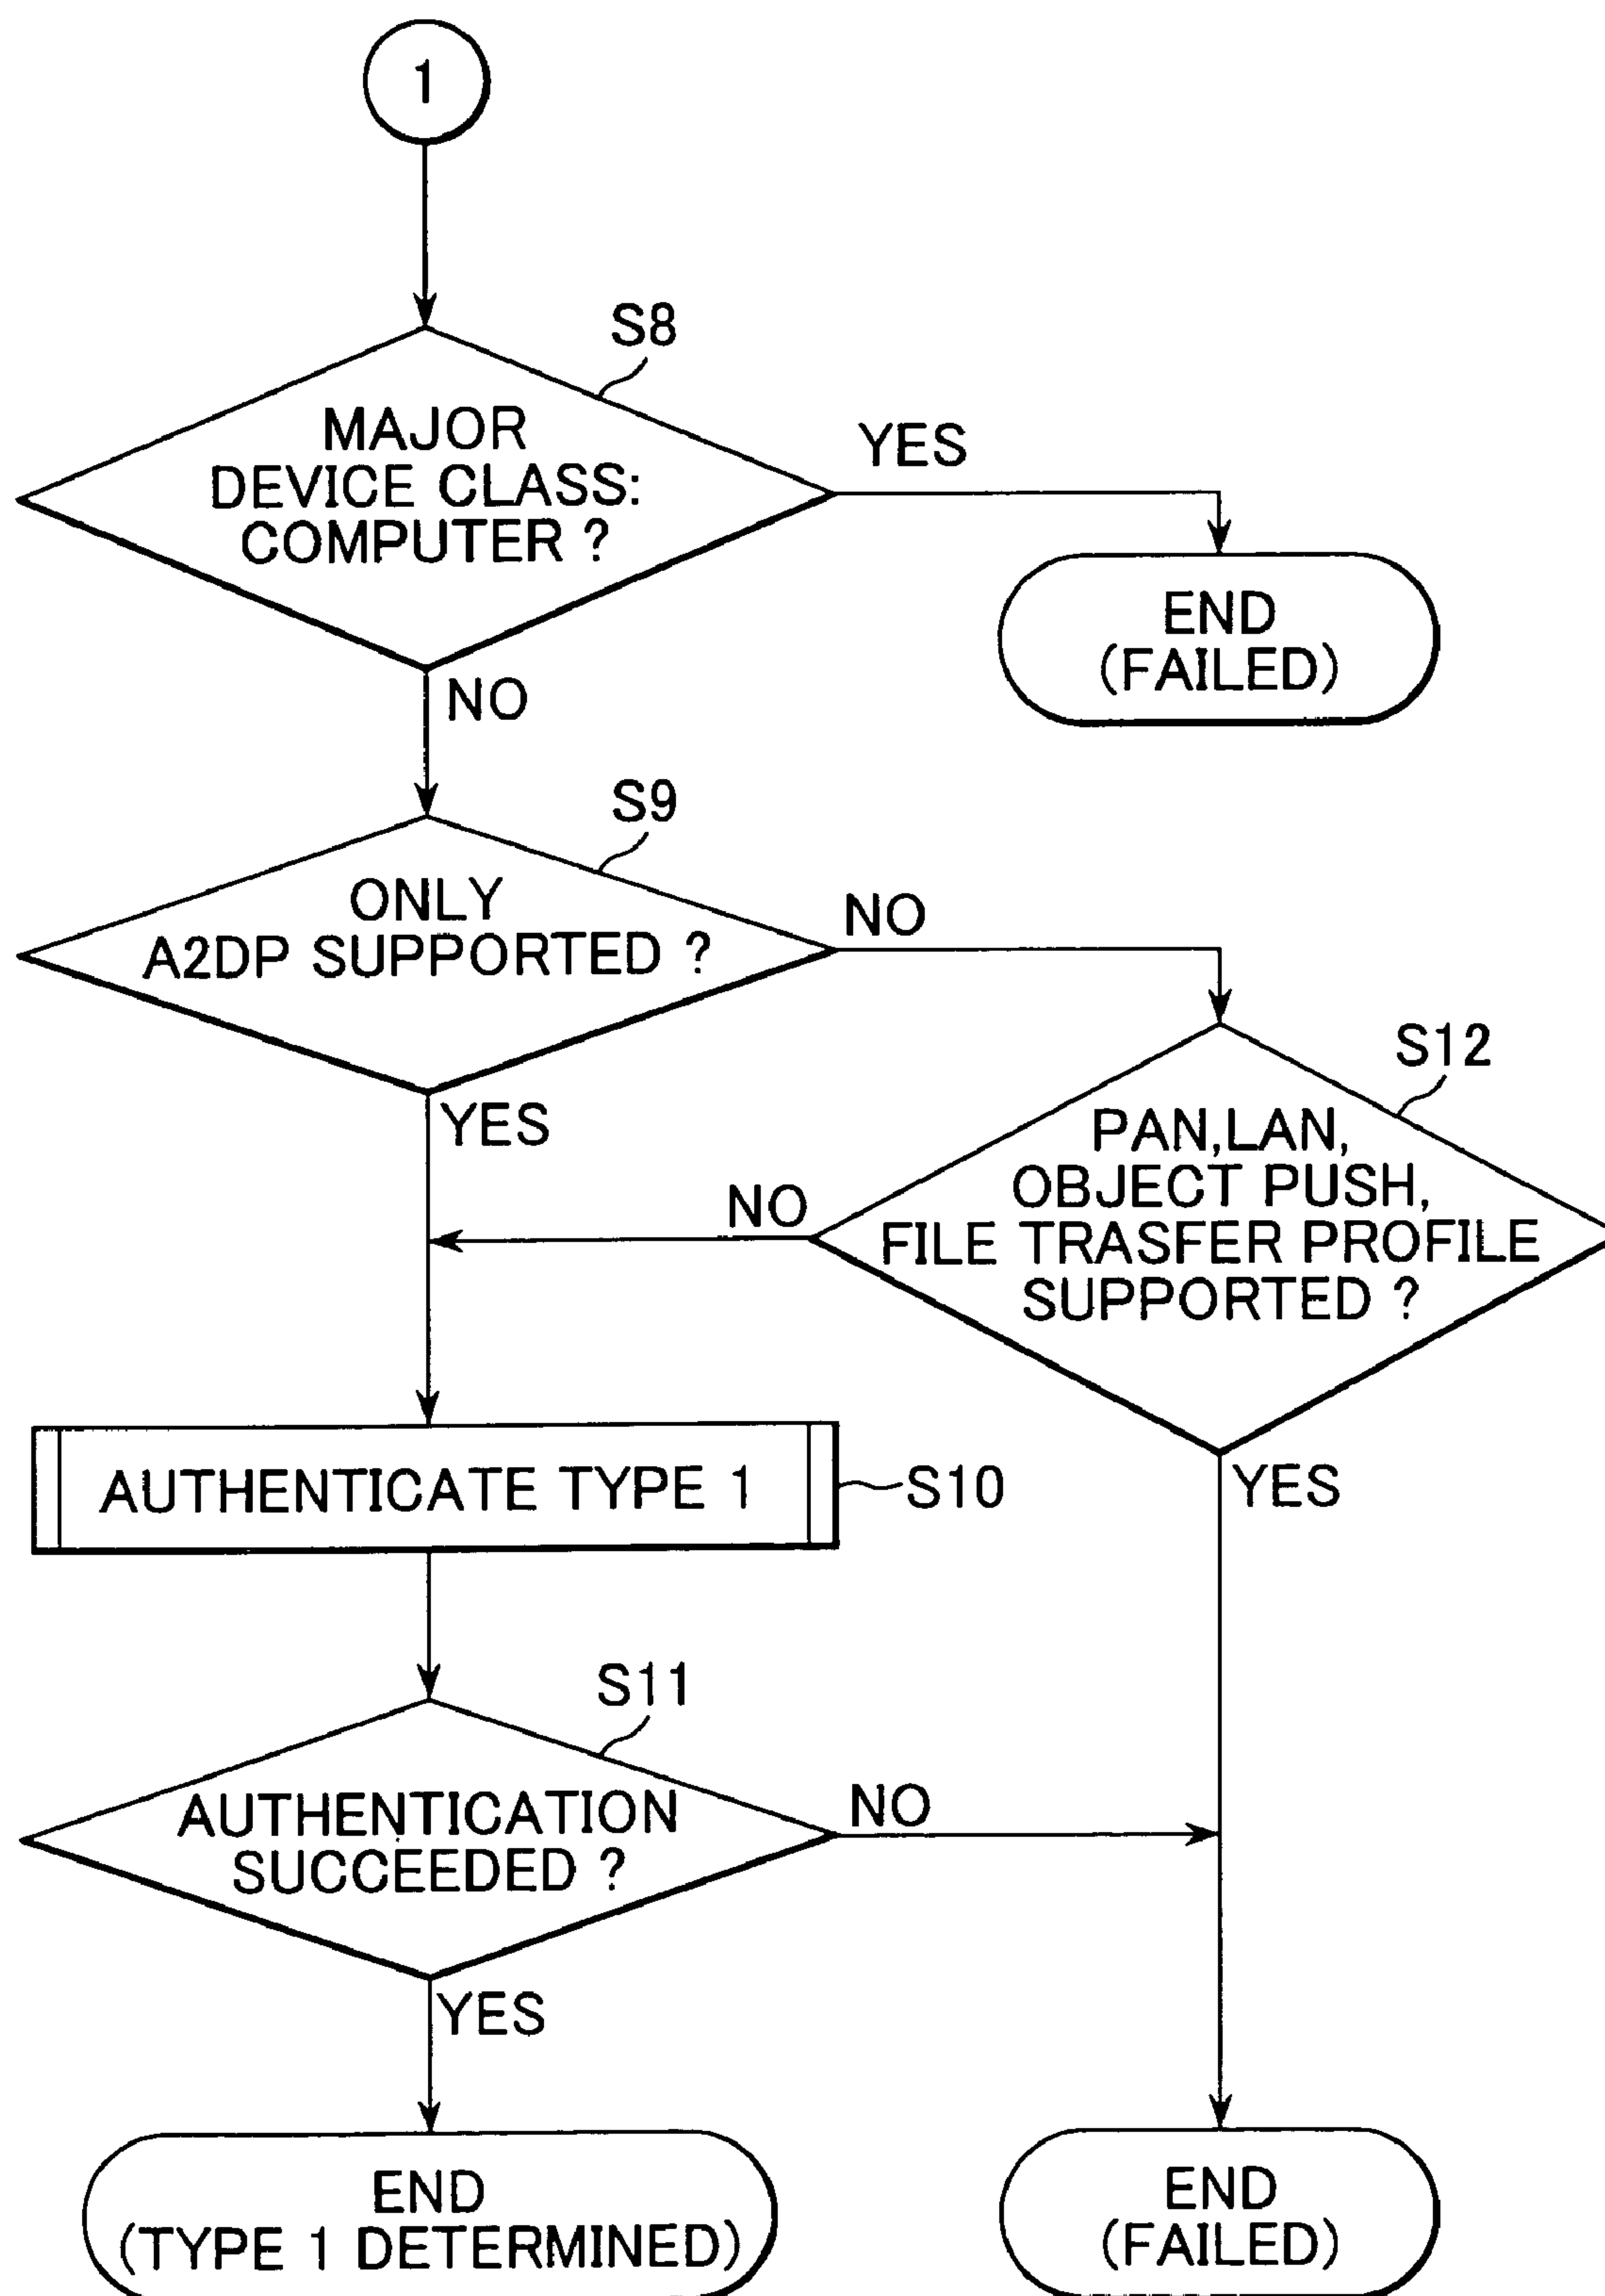 1
S8
MAJOR
DEVICE CLASS:
COMPUTER ?
YES
END
(FAILED)
NO
S9
ONLY
A2DP SUPPORTED ?
NO
S12
PAN,LAN,
OBJECT PUSH,
FILE TRASFER PROFILE
SUPPORTED ?
YES
NO
AUTHENTICATE TYPE 1
S10
YES
S11
AUTHENTICATION
SUCCEEDED ?
NO
YES
END
(TYPE 1 DETERMINED)
END
(FAILED)